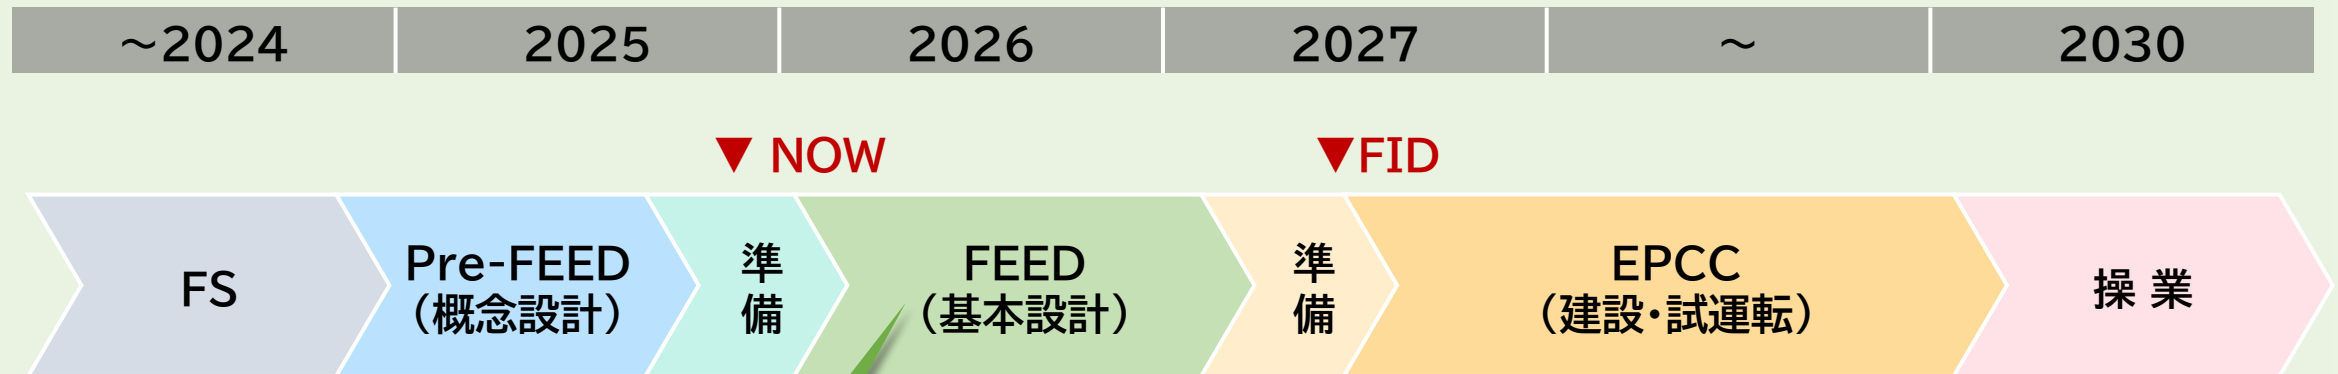 ～2024 2025 2026 2027 ～ 2030
▼ NOW ▼FID
FS
Pre-FEED
（概念設計）
準
備
FEED
（基本設計）
準
備
EPCC
（建設・試運転）
操 業